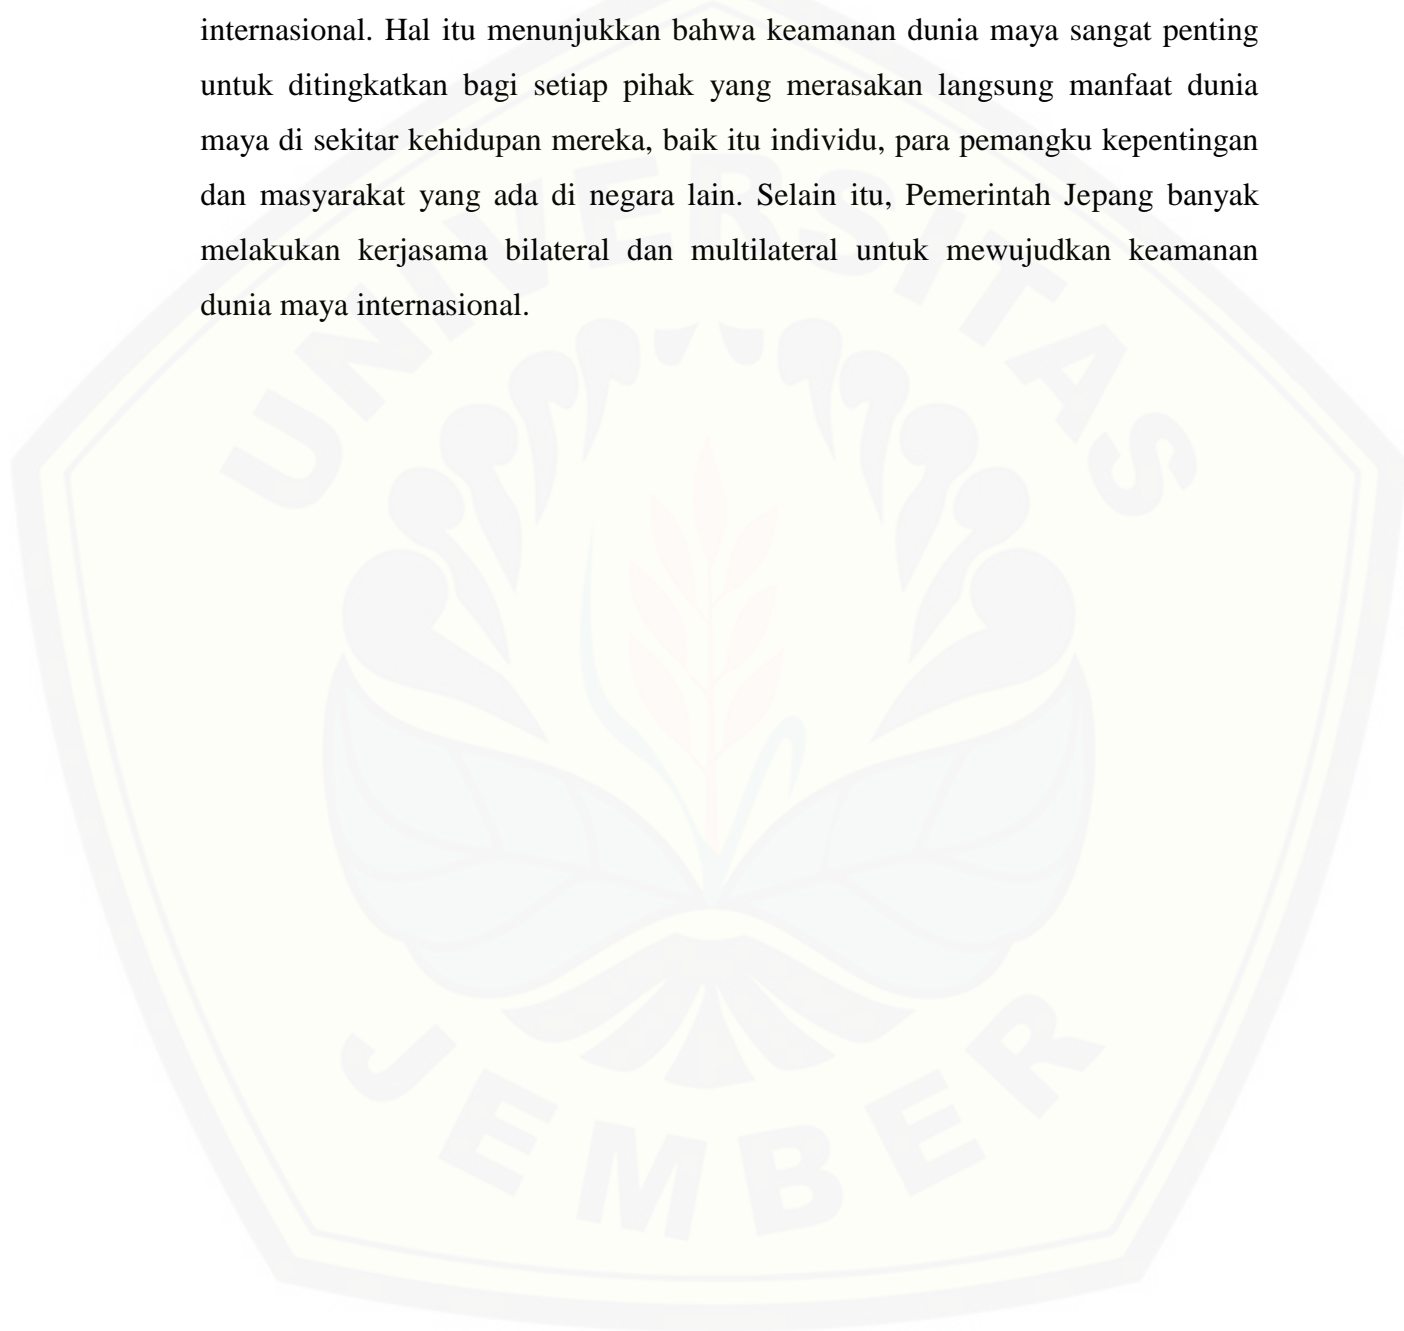 internasional. Hal itu menunjukkan bahwa keamanan dunia maya sangat penting
untuk ditingkatkan bagi setiap pihak yang merasakan langsung manfaat dunia
maya di sekitar kehidupan mereka, baik itu individu, para pemangku kepentingan
dan masyarakat yang ada di negara lain. Selain itu, Pemerintah Jepang banyak
melakukan kerjasama bilateral dan multilateral untuk mewujudkan keamanan
dunia maya internasional.
UNIVERSITAS
JEMBER